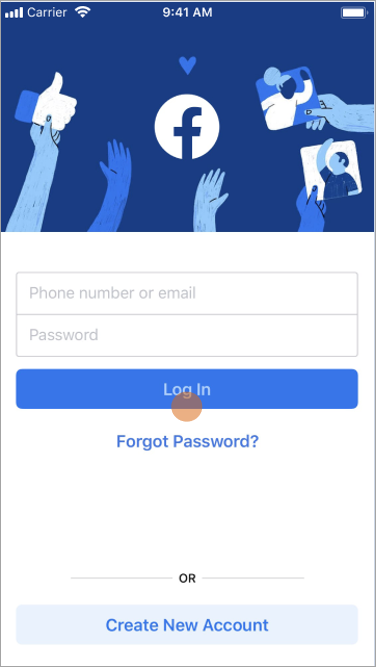 Carrier 9:41 AM
Phone number or email
Password
Log In
Forgot Password?
OR
Create New Account